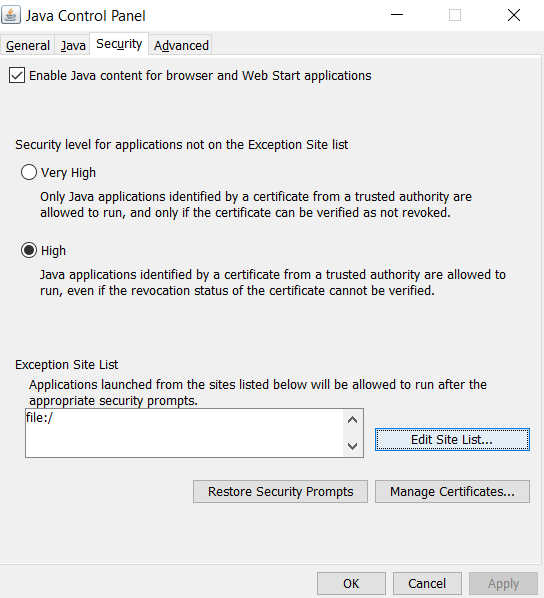 Java Control Panel
General Java Security Advanced
Enable Java content for browser and Web Start applications
Security level for applications not on the Exception Site list
Very High
Only Java applications identified by a certificate from a trusted authority are
allowed to run, and only if the certificate can be verified as not revoked.
High
Java applications identified by a certificate from a trusted authority are allowed to
run, even if the revocation status of the certificate cannot be verified.
Exception Site List
Applications launched from the sites listed below will be allowed to run after the
appropriate security prompts.
file:/
Edit Site List...
Restore Security Prompts Manage Certificates...
OK Cancel Apply